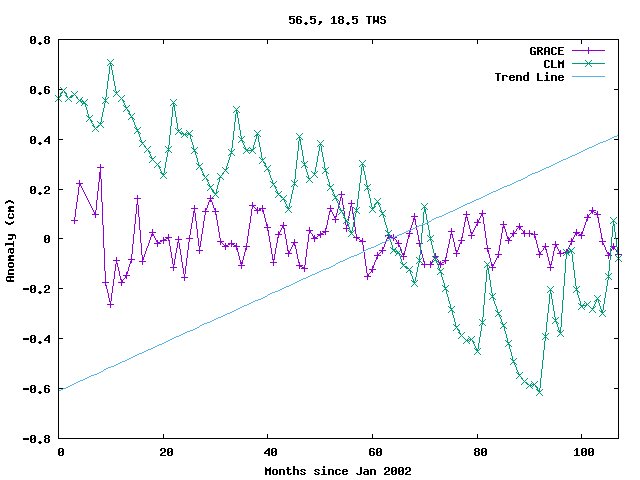 56.5, 18.5 TWS
GRACE
CLM
Trend Line
0.8
0.6
0.4
0.2
0
-0.2
-0.4
-0.6
-0.8
Anomaly (cm)
0 20 40 60 80 100
Months since Jan 2002